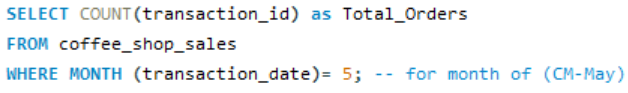 SELECT COUNT(transaction_id) as Total_Orders
FROM coffee_shop_sales
WHERE MONTH (transaction_date)= 5; -- for month of (CM-May)